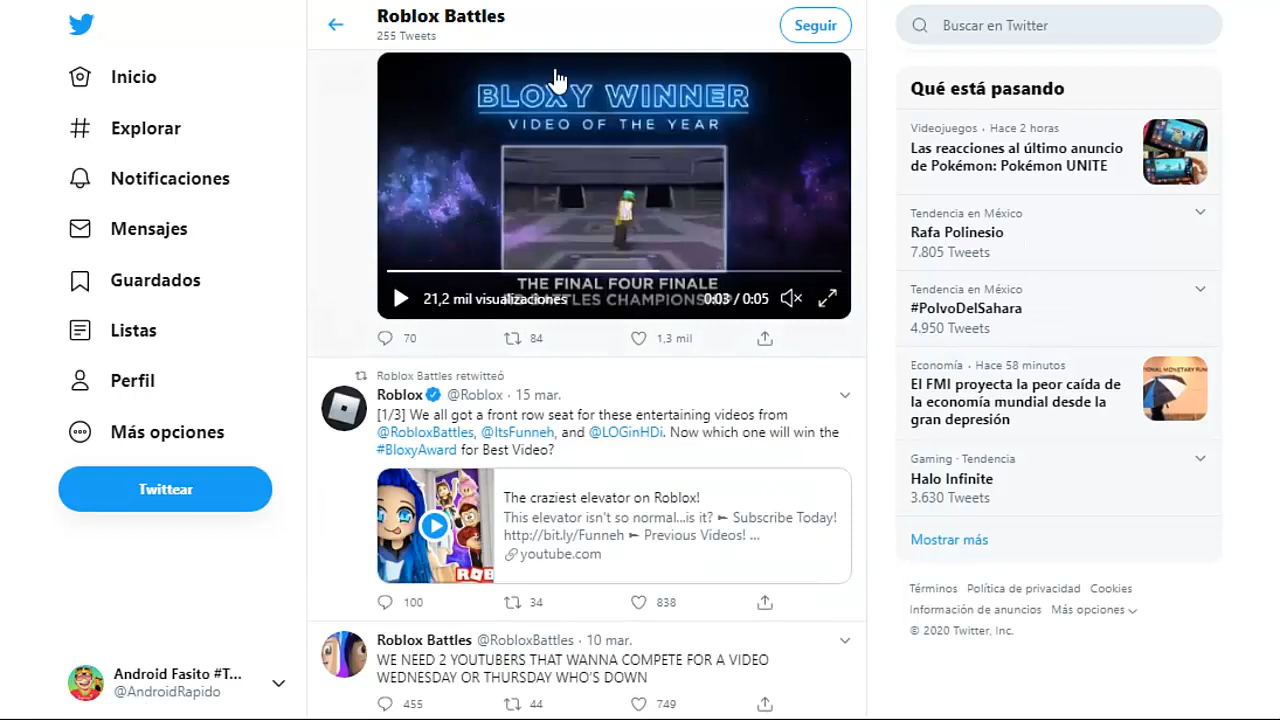 Inicio
Explorar
Notificaciones
Mensajes
Guardados
Listas
Perfil
Más opciones
Twittear
Android Fasito #T...
@AndroidRapido
Roblox Battles
255 Tweets
Seguir
BLOXY WINNER
VIDEO OF THE YEAR
THE FINAL FOUR FINALE
21,2 mil visualizaciones
0:03 / 0:05
70
84
1,3 mil
Roblox Battles retwitteó
Roblox @Roblox · 15 mar.
[1/3] We all got a front row seat for these entertaining videos from
@RobloxBattles, @ItsFunneh, and @LOGinHDi. Now which one will win the
#BloxyAward for Best Video?
The craziest elevator on Roblox!
This elevator isn't so normal...is it? ► Subscribe Today!
http://bit.ly/Funneh ► Previous Videos! ...
youtube.com
100
34
838
Roblox Battles @RobloxBattles · 10 mar.
WE NEED 2 YOUTUBERS THAT WANNA COMPETE FOR A VIDEO
WEDNESDAY OR THURSDAY WHO'S DOWN
455
44
749
Buscar en Twitter
Qué está pasando
Videojuegos · Hace 2 horas
Las reacciones al último anuncio
de Pokémon: Pokémon UNITE
Tendencia en México
Rafa Polinesio
7.805 Tweets
Tendencia en México
#PolvoDelSahara
4.950 Tweets
Economía · Hace 58 minutos
El FMI proyecta la peor caída de
la economía mundial desde la
gran depresión
Gaming · Tendencia
Halo Infinite
3.630 Tweets
Mostrar más
Términos Política de privacidad Cookies
Información de anuncios Más opciones
© 2020 Twitter, Inc.